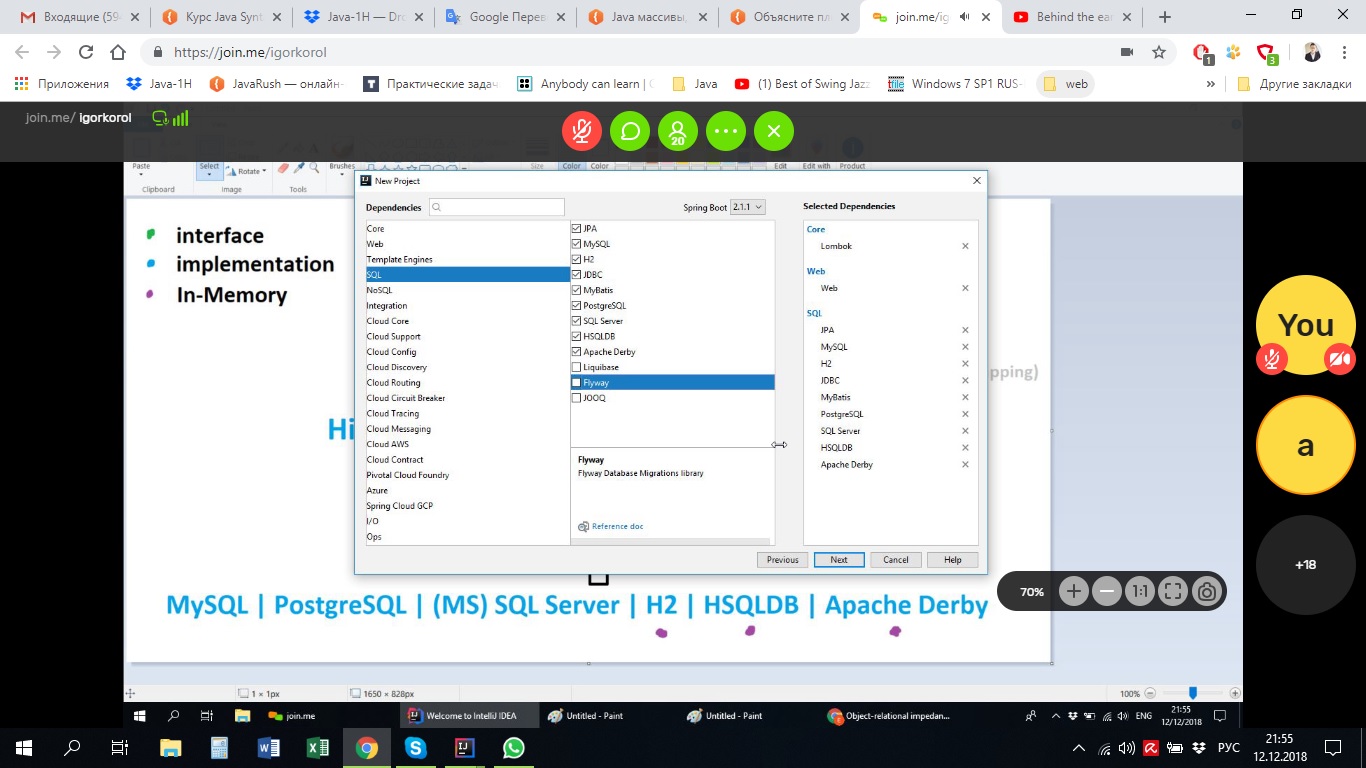 Входящие (594
Курс Java Synt
Java-1H — Dro
Google Перев
Java массивы,
Объясните пл
join.me/ig
Behind the ear
https://join.me/igorkorol
1
3
Приложения
Java-1H
JavaRush — онлайн-
Практические задач
Anybody can learn | C
Java
(1) Best of Swing Jazz
Windows 7 SP1 RUS-
web
»
Другие закладки
join.me/ igorkorol
20
Paste
Select
Rotate
Brushes
Size
Color
Color
Edit
Edit with
Product
Clipboard
Image
Tools
interface
implementation
In-Memory
pping)
Hi
New Project
Dependencies
Spring Boot 2.1.1
Selected Dependencies
Core
Web
Template Engines
SQL
NoSQL
Integration
Cloud Core
Cloud Support
Cloud Config
Cloud Discovery
Cloud Routing
Cloud Circuit Breaker
Cloud Tracing
Cloud Messaging
Cloud AWS
Cloud Contract
Pivotal Cloud Foundry
Azure
Spring Cloud GCP
I/O
Ops
JPA
MySQL
H2
JDBC
MyBatis
PostgreSQL
SQL Server
HSQLDB
Apache Derby
Liquibase
Flyway
JOOQ
Flyway
Flyway Database Migrations library
Reference doc
Core
Lombok
Web
Web
SQL
JPA
MySQL
H2
JDBC
MyBatis
PostgreSQL
SQL Server
HSQLDB
Apache Derby
Previous
Next
Cancel
Help
MySQL | PostgreSQL | (MS) SQL Server | H2 | HSQLDB | Apache Derby
You
a
+18
70%
1:1
1 × 1px
1650 × 828px
100%
join.me
Welcome to IntelliJ IDEA
Untitled - Paint
Untitled - Paint
Object-relational impedan...
ENG
21:55
12/12/2018
РУС
21:55
12.12.2018